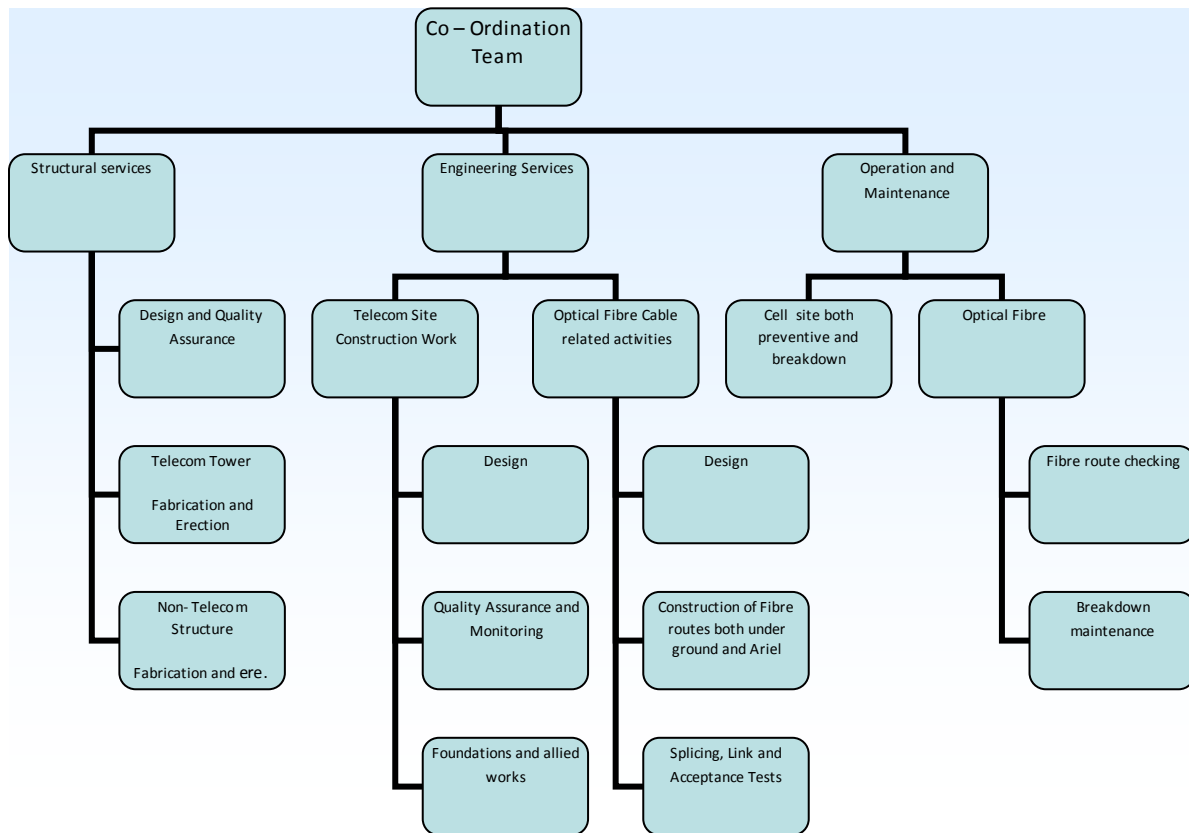 Co – Ordination
Team
Structural services
Engineering Services
Operation and
Maintenance
Design and Quality
Assurance
Telecom Site
Construction Work
Optical Fibre Cable
related activities
Cell site both
preventive and
breakdown
Optical Fibre
Telecom Tower
Fabrication and
Erection
Design
Design
Fibre route checking
Non- Telecom
Structure
Fabrication and ere.
Quality Assurance and
Monitoring
Construction of Fibre
routes both under
ground and Ariel
Breakdown
maintenance
Foundations and allied
works
Splicing, Link and
Acceptance Tests